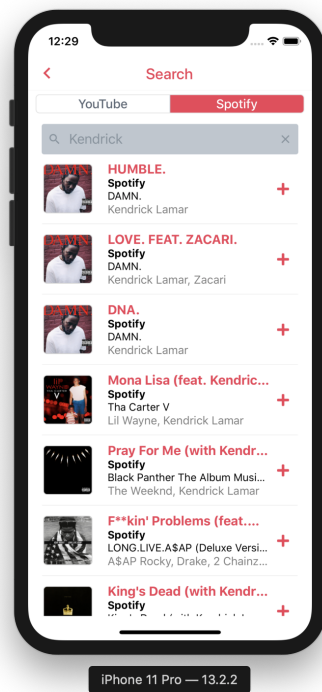 12:29
Search
YouTube
Spotify
Kendrick
HUMBLE.
Spotify
DAMN.
Kendrick Lamar
LOVE. FEAT. ZACARI.
Spotify
DAMN.
Kendrick Lamar, Zacari
DNA.
Spotify
DAMN.
Kendrick Lamar
Mona Lisa (feat. Kendric...
Spotify
Tha Carter V
Lil Wayne, Kendrick Lamar
Pray For Me (with Kendr...
Spotify
Black Panther The Album Musi...
The Weeknd, Kendrick Lamar
F**kin' Problems (feat....
Spotify
LONG.LIVE.A$AP (Deluxe Versi...
A$AP Rocky, Drake, 2 Chainz...
King's Dead (with Kendr...
Spotify
iPhone 11 Pro — 13.2.2